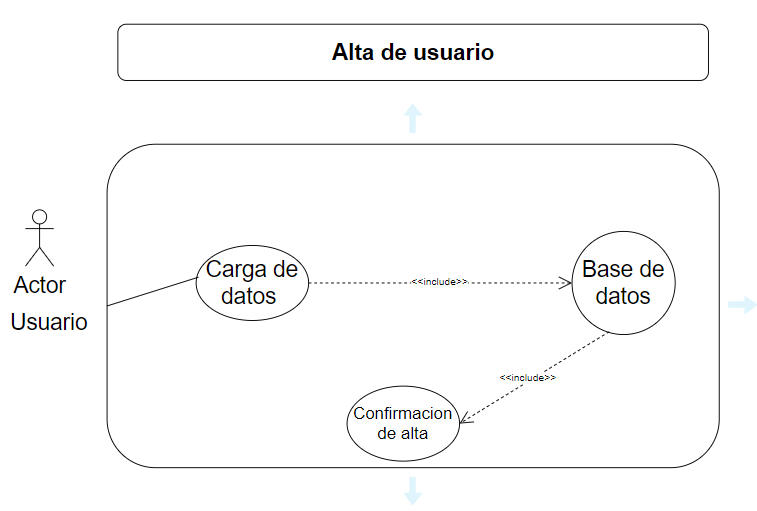 Alta de usuario
Actor
Usuario
Carga de
datos
<<include>>
Base de
datos
<<include>>
Confirmacion
de alta